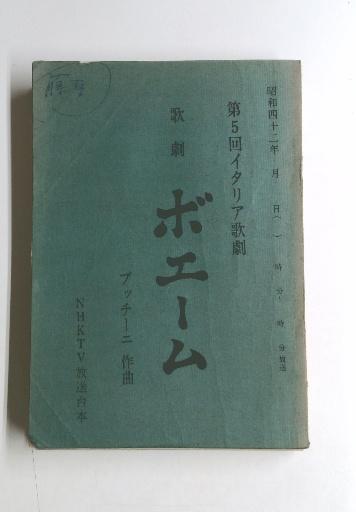 昭和四十二年　月　日（　）　時　分〜　時　分放送
第5回イタリア歌劇
歌劇
ボエーム
プッチーニ 作曲
NHKTV放送台本